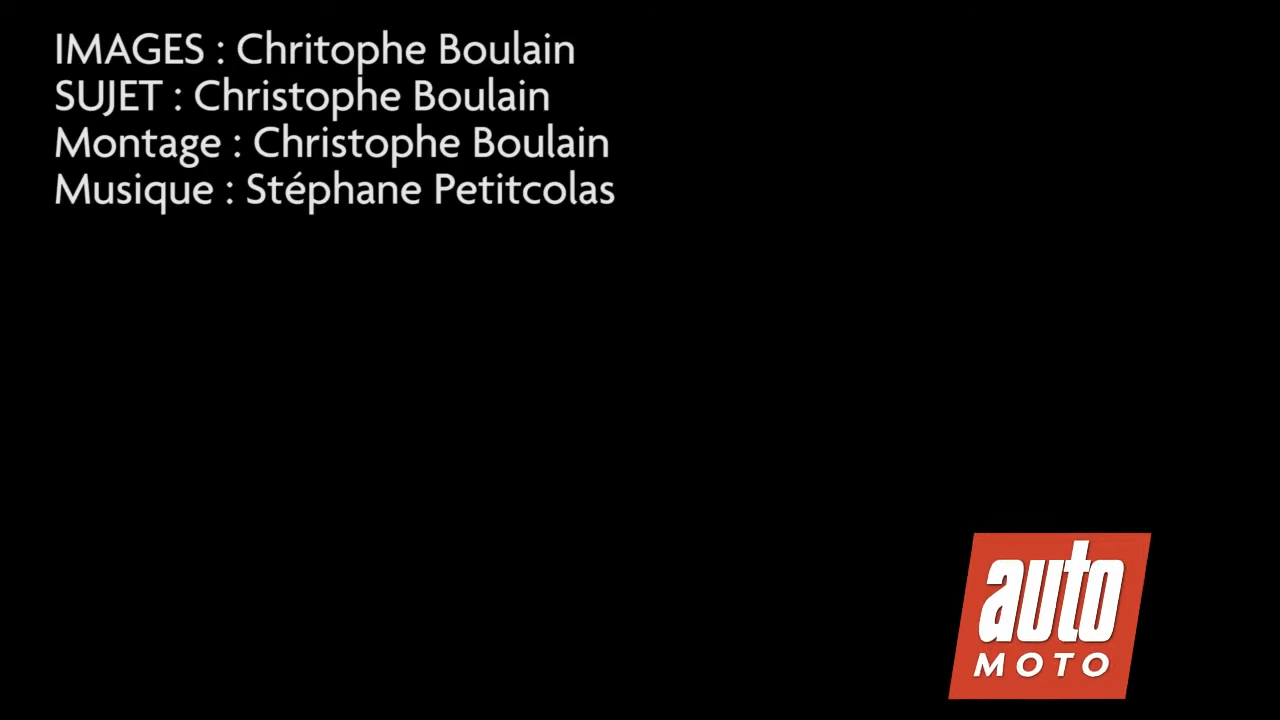 IMAGES : Chritophe Boulain
SUJET : Christophe Boulain
Montage : Christophe Boulain
Musique : Stéphane Petitcolas
auto
MOTO